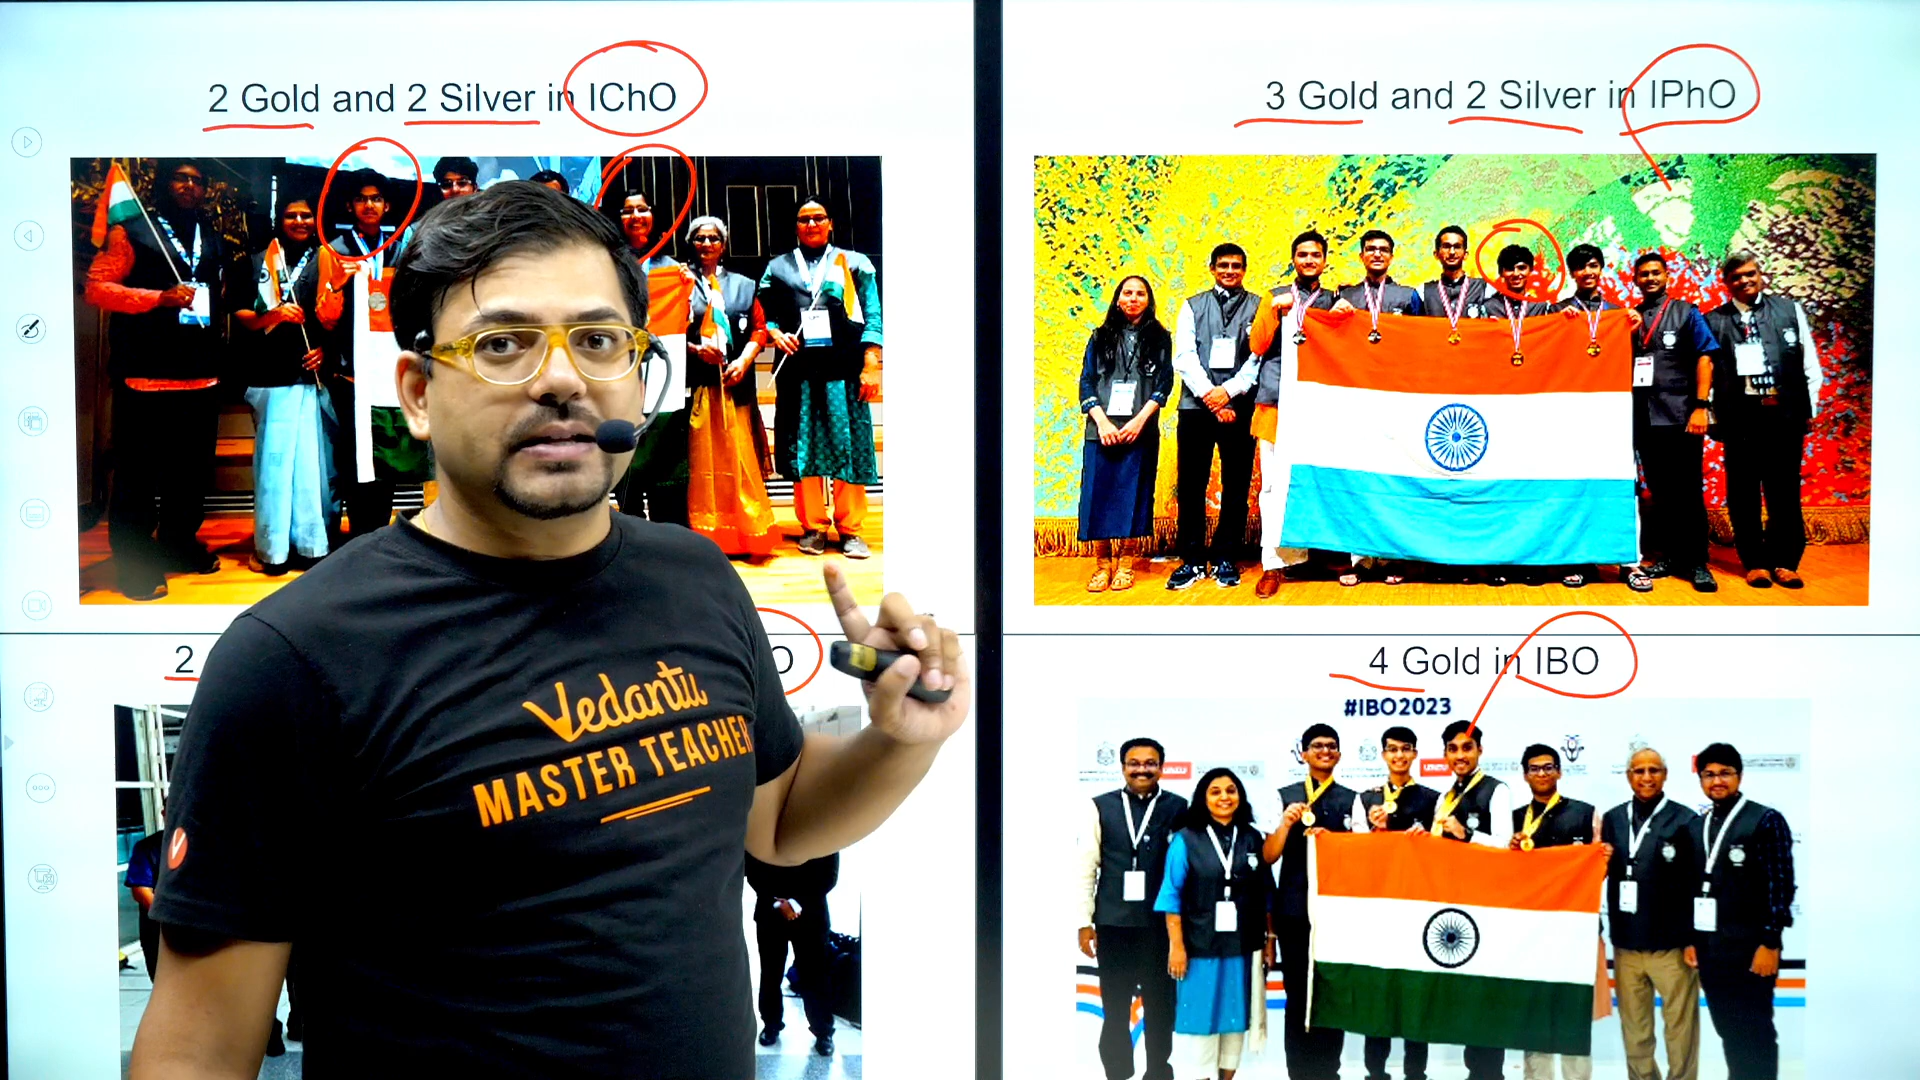 2 Gold and 2 Silver in IChO
3 Gold and 2 Silver in IPhO
2
O
4 Gold in IBO
#IBO2023
Vedantu
MASTER TEACHER